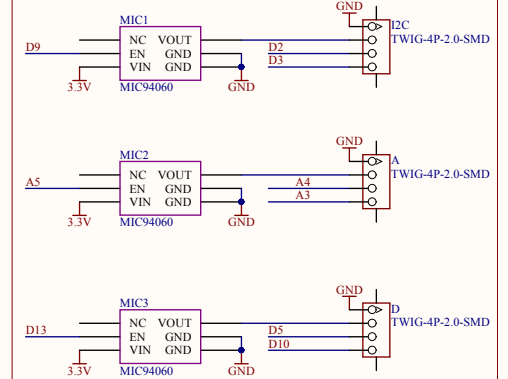 GND
MIC1 I2C
NC VOUT TWIG-4P-2.0-SMD
D9 EN GND D2
VIN GND D3
3.3V MIC94060 GND
GND
MIC2 A
NC VOUT TWIG-4P-2.0-SMD
A5 EN GND A4
VIN GND A3
3.3V MIC94060 GND
GND
MIC3 D
NC VOUT TWIG-4P-2.0-SMD
D13 EN GND D5
VIN GND D10
3.3V MIC94060 GND